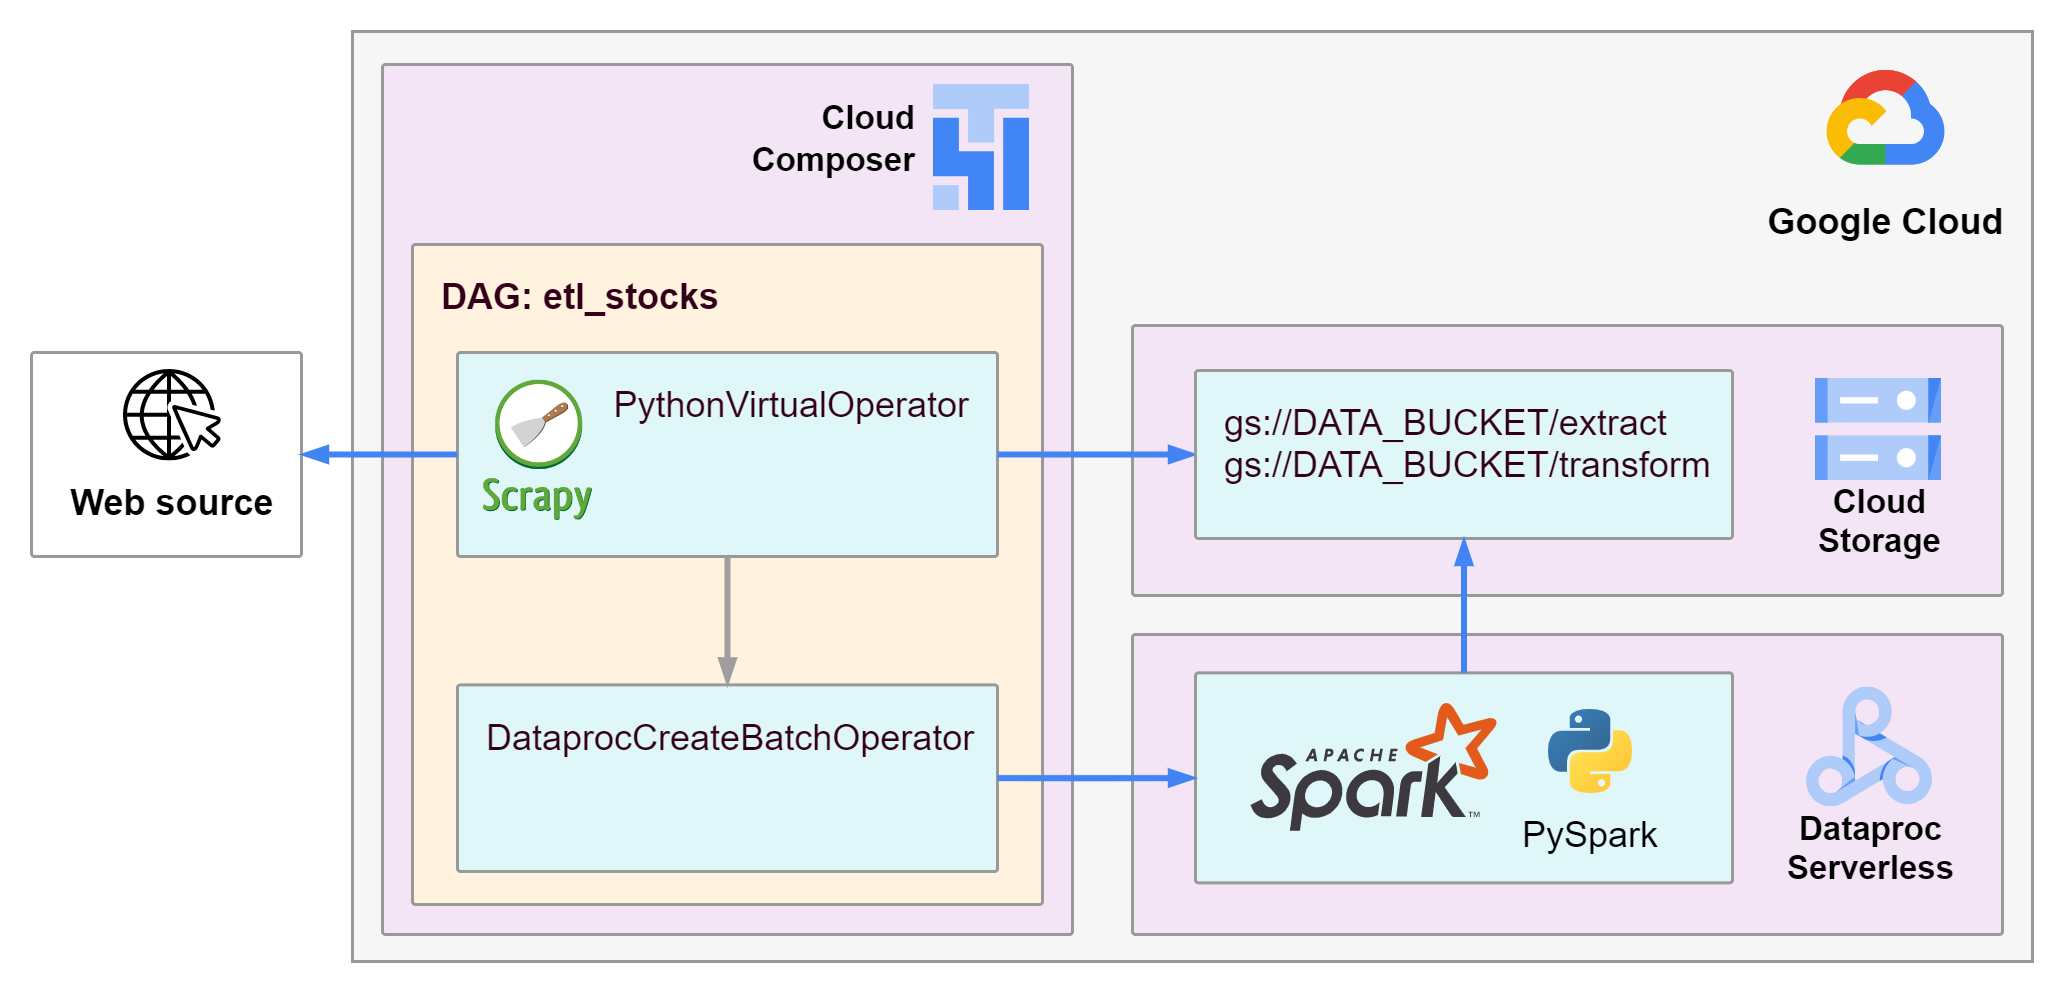 Cloud
Composer
Google Cloud
DAG: etl_stocks
Web source
PythonVirtualOperator
Scrapy
gs://DATA_BUCKET/extract
gs://DATA_BUCKET/transform
Cloud
Storage
DataprocCreateBatchOperator
APACHE
Spark™
PySpark
Dataproc
Serverless